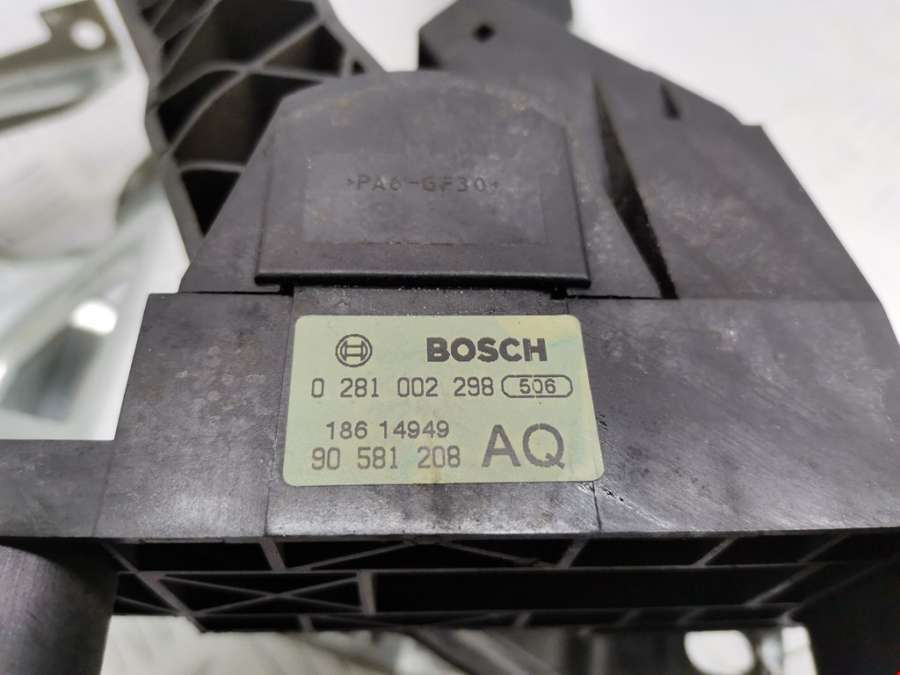 >PA6-GF30<
BOSCH
0 281 002 298 506
186 14949
90 581 208 AQ